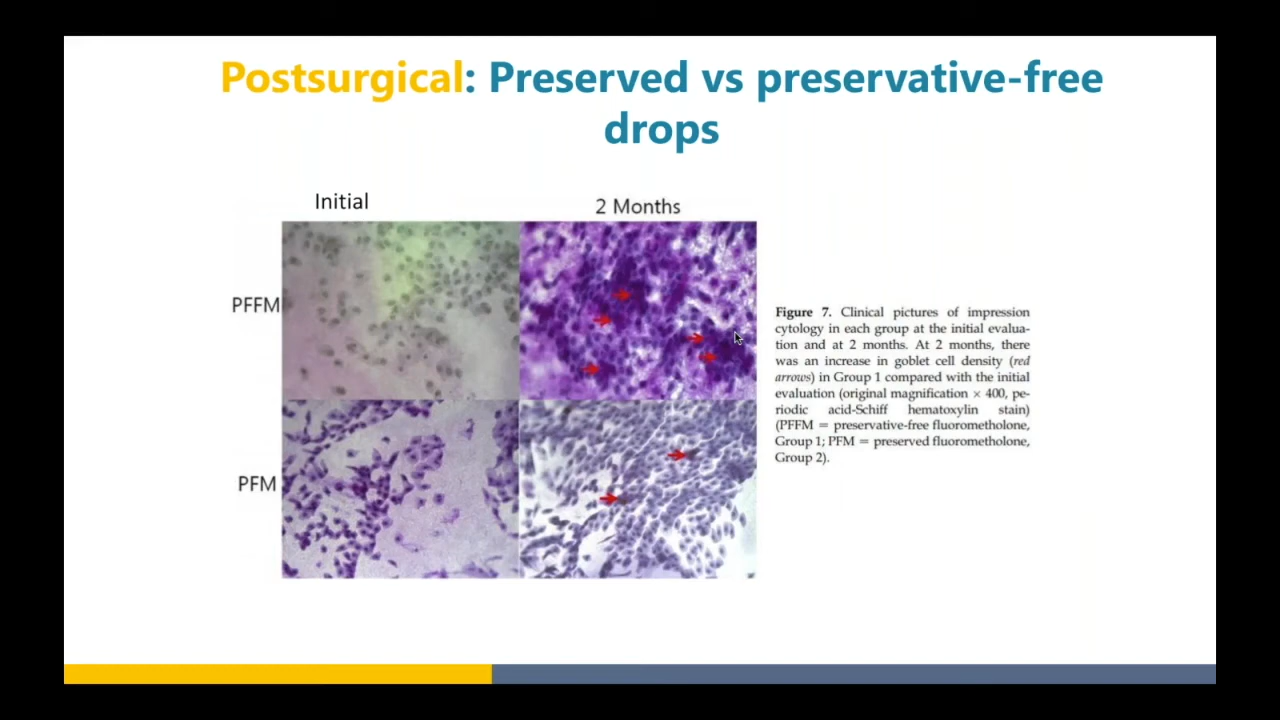 Postsurgical: Preserved vs preservative-free
drops
Initial
2 Months
PFFM
PFM
Figure 7. Clinical pictures of impression
cytology in each group at the initial evalua-
tion and at 2 months. At 2 months, there
was an increase in goblet cell density (red
arrows) in Group 1 compared with the initial
evaluation (original magnification × 400, pe-
riodic acid-Schiff hematoxylin stain)
(PFFM = preservative-free fluorometholone,
Group 1; PFM = preserved fluorometholone,
Group 2).